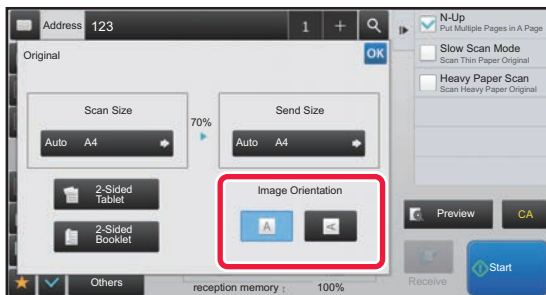 Address 123 1 +
Original
OK
Scan Size
Auto A4
70%
Send Size
Auto A4
2-Sided
Tablet
2-Sided
Booklet
Image Orientation
A A
Others
reception memory : 100%
N-Up
Put Multiple Pages in A Page
Slow Scan Mode
Scan Thin Paper Original
Heavy Paper Scan
Scan Heavy Paper Original
Preview
CA
Receive
Start